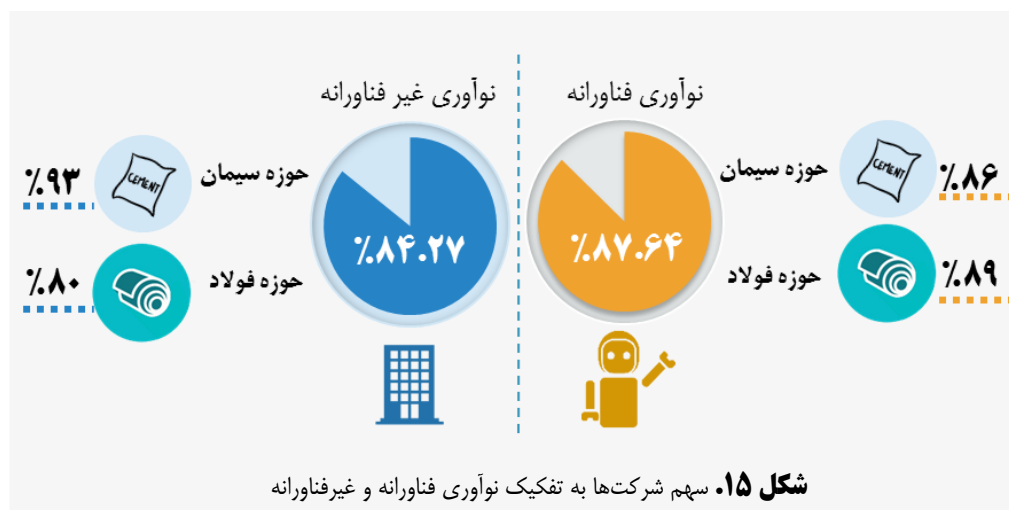 نوآوری فناورانه
%۸۷.۶۴
حوزه سیمان
CEMENT
%۸۶
حوزه فولاد
%۸۹
نوآوری غیر فناورانه
%۸۴.۲۷
حوزه سیمان
CEMENT
%۹۳
حوزه فولاد
%۸۰
شکل ۱۵. سهم شرکت‌ها به تفکیک نوآوری فناورانه و غیرفناورانه